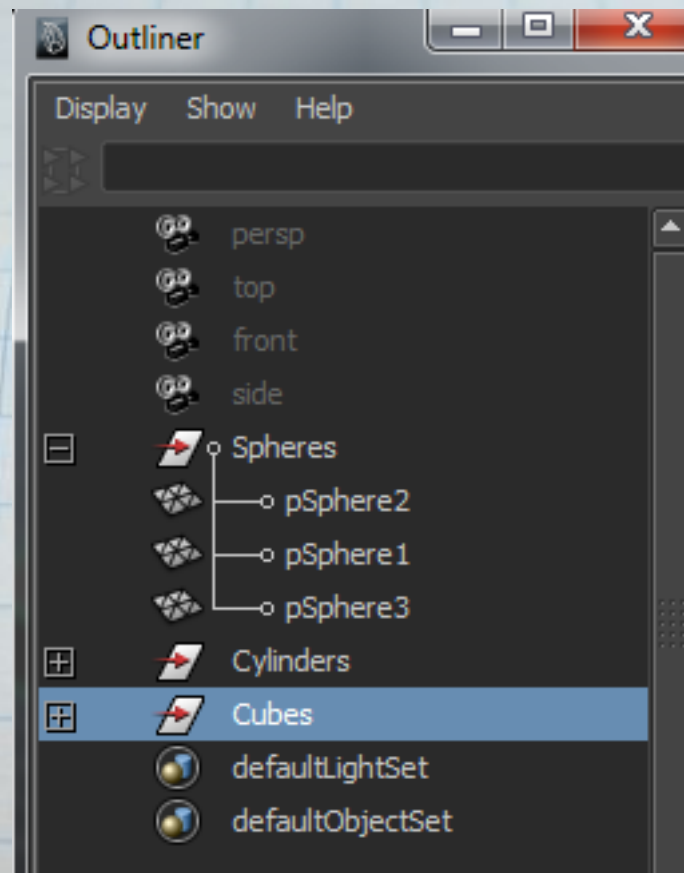 Outliner
Display Show Help
persp
top
front
side
Spheres
pSphere2
pSphere1
pSphere3
Cylinders
Cubes
defaultLightSet
defaultObjectSet